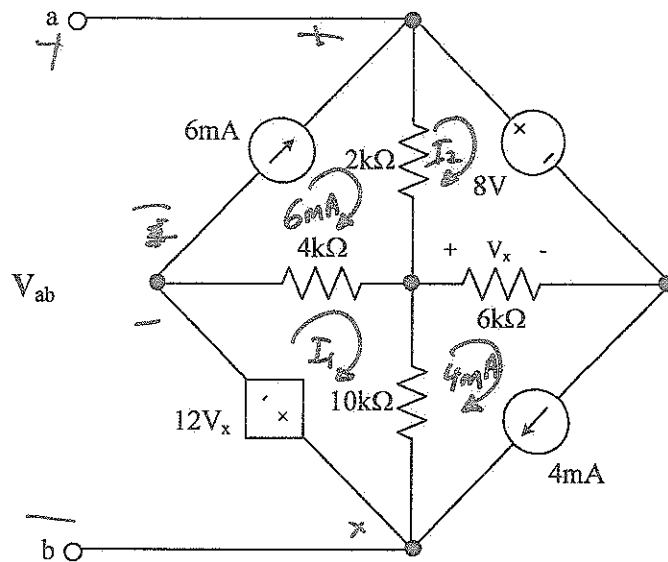 a
+
+
6mA
2kΩ
I₂
+
-
8V
6mA
4kΩ
+ Vₓ -
Vab
-
6kΩ
I₁
4mA
12Vₓ
- +
10kΩ
4mA
-
+
b